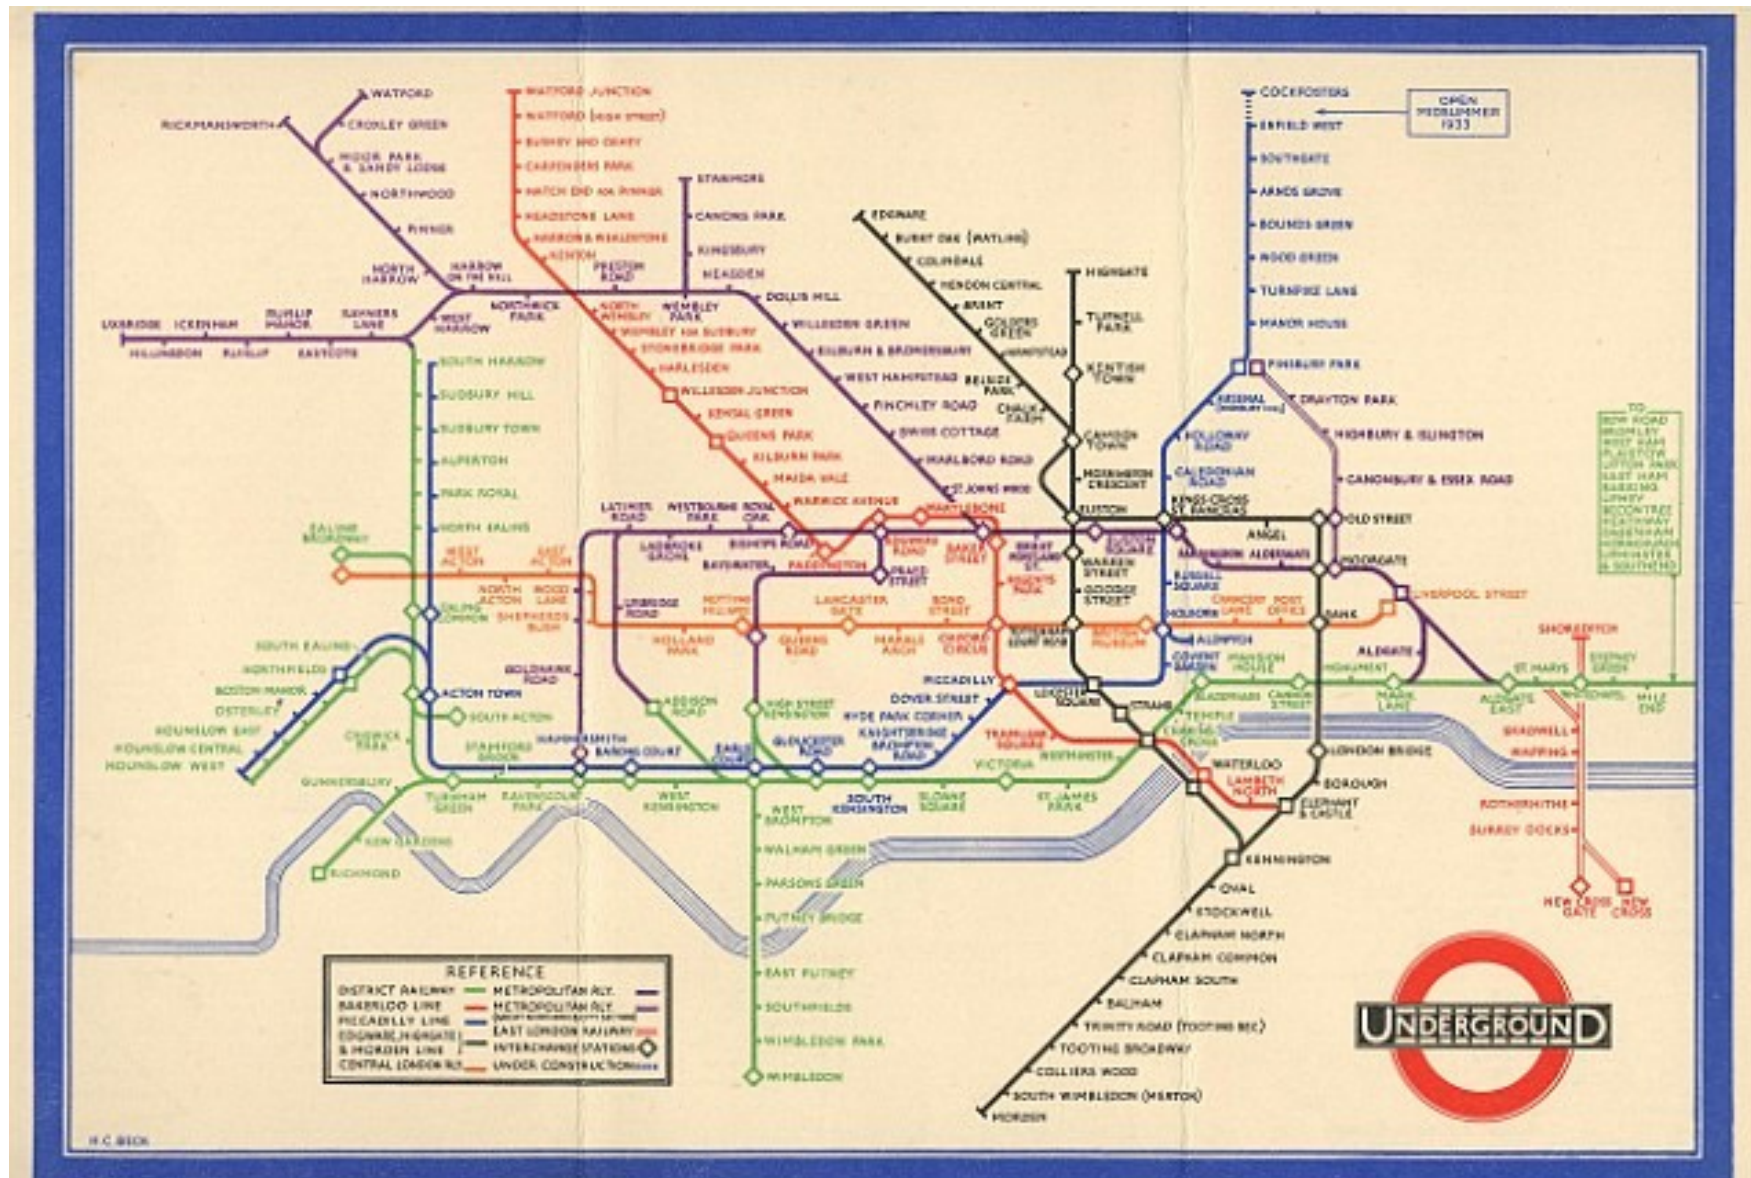 WATFORD
RICKMANSWORTH
CROXLEY GREEN
MOOR PARK
& SANDY LODGE
NORTHWOOD
PINNER
NORTH
HARROW
HARROW
ON THE HILL
NORTHWICK
PARK
PRESTON
ROAD
WEMBLEY
PARK
STANMORE
CANONS PARK
KINGSBURY
NEASDEN
DOLLIS HILL
WILLESDEN GREEN
KILBURN & BRONDESBURY
WEST HAMPSTEAD
FINCHLEY ROAD
SWISS COTTAGE
MARLBORO ROAD
ST. JOHNS WOOD
UXBRIDGE
ICKENHAM
RUISLIP
MANOR
RAYNERS
LANE
WEST
HARROW
HILLINGDON
RUISLIP
EASTCOTE
WATFORD JUNCTION
WATFORD (HIGH STREET)
BUSHEY AND OXHEY
CARPENDERS PARK
HATCH END FOR PINNER
HEADSTONE LANE
HARROW & WEALDSTONE
KENTON
NORTH
WEMBLEY
WEMBLEY FOR SUDBURY
STONEBRIDGE PARK
HARLESDEN
WILLESDEN JUNCTION
KENSAL GREEN
QUEENS PARK
KILBURN PARK
MAIDA VALE
WARWICK AVENUE
PADDINGTON
EDGWARE
ROAD
MARYLEBONE
BAKER
STREET
REGENTS
PARK
OXFORD
CIRCUS
EDGWARE
BURNT OAK (WATLING)
COLINDALE
HENDON CENTRAL
BRENT
GOLDERS
GREEN
HAMPSTEAD
BELSIZE
PARK
CHALK
FARM
HIGHGATE
TUFNELL
PARK
KENTISH
TOWN
CAMDEN
TOWN
MORNINGTON
CRESCENT
EUSTON
WARREN
STREET
GOODGE
STREET
TOTTENHAM
COURT ROAD
COCKFOSTERS
OPEN
MIDSUMMER
1933
ENFIELD WEST
SOUTHGATE
ARNOS GROVE
BOUNDS GREEN
WOOD GREEN
TURNPIKE LANE
MANOR HOUSE
FINSBURY PARK
ARSENAL
HOLLOWAY
ROAD
CALEDONIAN
ROAD
KINGS CROSS
ST. PANCRAS
RUSSELL
SQUARE
HOLBORN
ALDWYCH
COVENT
GARDEN
DRAYTON PARK
HIGHBURY & ISLINGTON
CANONBURY & ESSEX ROAD
OLD STREET
MOORGATE
ANGEL
FARRINGDON
ALDERSGATE
LIVERPOOL STREET
ALDGATE
BANK
TO
BOW ROAD
BROMLEY
WEST HAM
PLAISTOW
UPTON PARK
EAST HAM
BARKING
UPNEY
BECONTREE
HEATHWAY
DAGENHAM
HORNCHURCH
UPMINSTER
& SOUTHEND
SOUTH HARROW
SUDBURY HILL
SUDBURY TOWN
ALPERTON
PARK ROYAL
NORTH EALING
EALING
BROADWAY
EALING
COMMON
WEST
ACTON
EAST
ACTON
NORTH
ACTON
WOOD
LANE
SHEPHERDS
BUSH
HOLLAND
PARK
LANCASTER
GATE
QUEENS
ROAD
MARBLE
ARCH
BOND
STREET
BRITISH
MUSEUM
CHANCERY
LANE
POST
OFFICE
LATIMER
ROAD
WESTBOURNE
PARK
ROYAL
OAK
LADBROKE
GROVE
BISHOPS ROAD
BAYSWATER
PRAED
STREET
UXBRIDGE
ROAD
EUSTON
SQUARE
SOUTH EALING
NORTHFIELDS
BOSTON MANOR
OSTERLEY
HOUNSLOW EAST
HOUNSLOW CENTRAL
HOUNSLOW WEST
ACTON TOWN
SOUTH ACTON
CHISWICK
PARK
GUNNERSBURY
KEW GARDENS
RICHMOND
TURNHAM
GREEN
STAMFORD
BROOK
RAVENSCOURT
PARK
GOLDHAWK
ROAD
HAMMERSMITH
BARONS COURT
WEST
KENSINGTON
ADDISON
ROAD
HIGH STREET
KENSINGTON
EARLS
COURT
GLOUCESTER
ROAD
SOUTH
KENSINGTON
BROMPTON
ROAD
KNIGHTSBRIDGE
HYDE PARK CORNER
DOVER STREET
PICCADILLY
LEICESTER
SQUARE
STRAND
TRAFALGAR
SQUARE
SLOANE
SQUARE
VICTORIA
ST. JAMES
PARK
WESTMINSTER
CHARING
CROSS
TEMPLE
BLACKFRIARS
MANSION
HOUSE
CANNON
STREET
MONUMENT
MARK
LANE
ALDGATE
EAST
ST. MARYS
WHITECHAPEL
STEPNEY
GREEN
MILE
END
SHOREDITCH
SHADWELL
WAPPING
ROTHERHITHE
SURREY DOCKS
NEW CROSS
GATE
NEW
CROSS
WATERLOO
LAMBETH
NORTH
ELEPHANT
& CASTLE
LONDON BRIDGE
BOROUGH
KENNINGTON
OVAL
STOCKWELL
CLAPHAM NORTH
CLAPHAM COMMON
CLAPHAM SOUTH
BALHAM
TRINITY ROAD (TOOTING BEC)
TOOTING BROADWAY
COLLIERS WOOD
SOUTH WIMBLEDON (MERTON)
MORDEN
WEST
BROMPTON
WALHAM GREEN
PARSONS GREEN
PUTNEY BRIDGE
EAST PUTNEY
SOUTHFIELDS
WIMBLEDON PARK
WIMBLEDON
REFERENCE
DISTRICT RAILWAY
BAKERLOO LINE
PICCADILLY LINE
EDGWARE, HIGHGATE
& MORDEN LINE
CENTRAL LONDON RLY.
METROPOLITAN RLY.
METROPOLITAN RLY.
EAST LONDON RAILWAY
INTERCHANGE STATIONS
UNDER CONSTRUCTION
UNDERGROUND
H.C. BECK